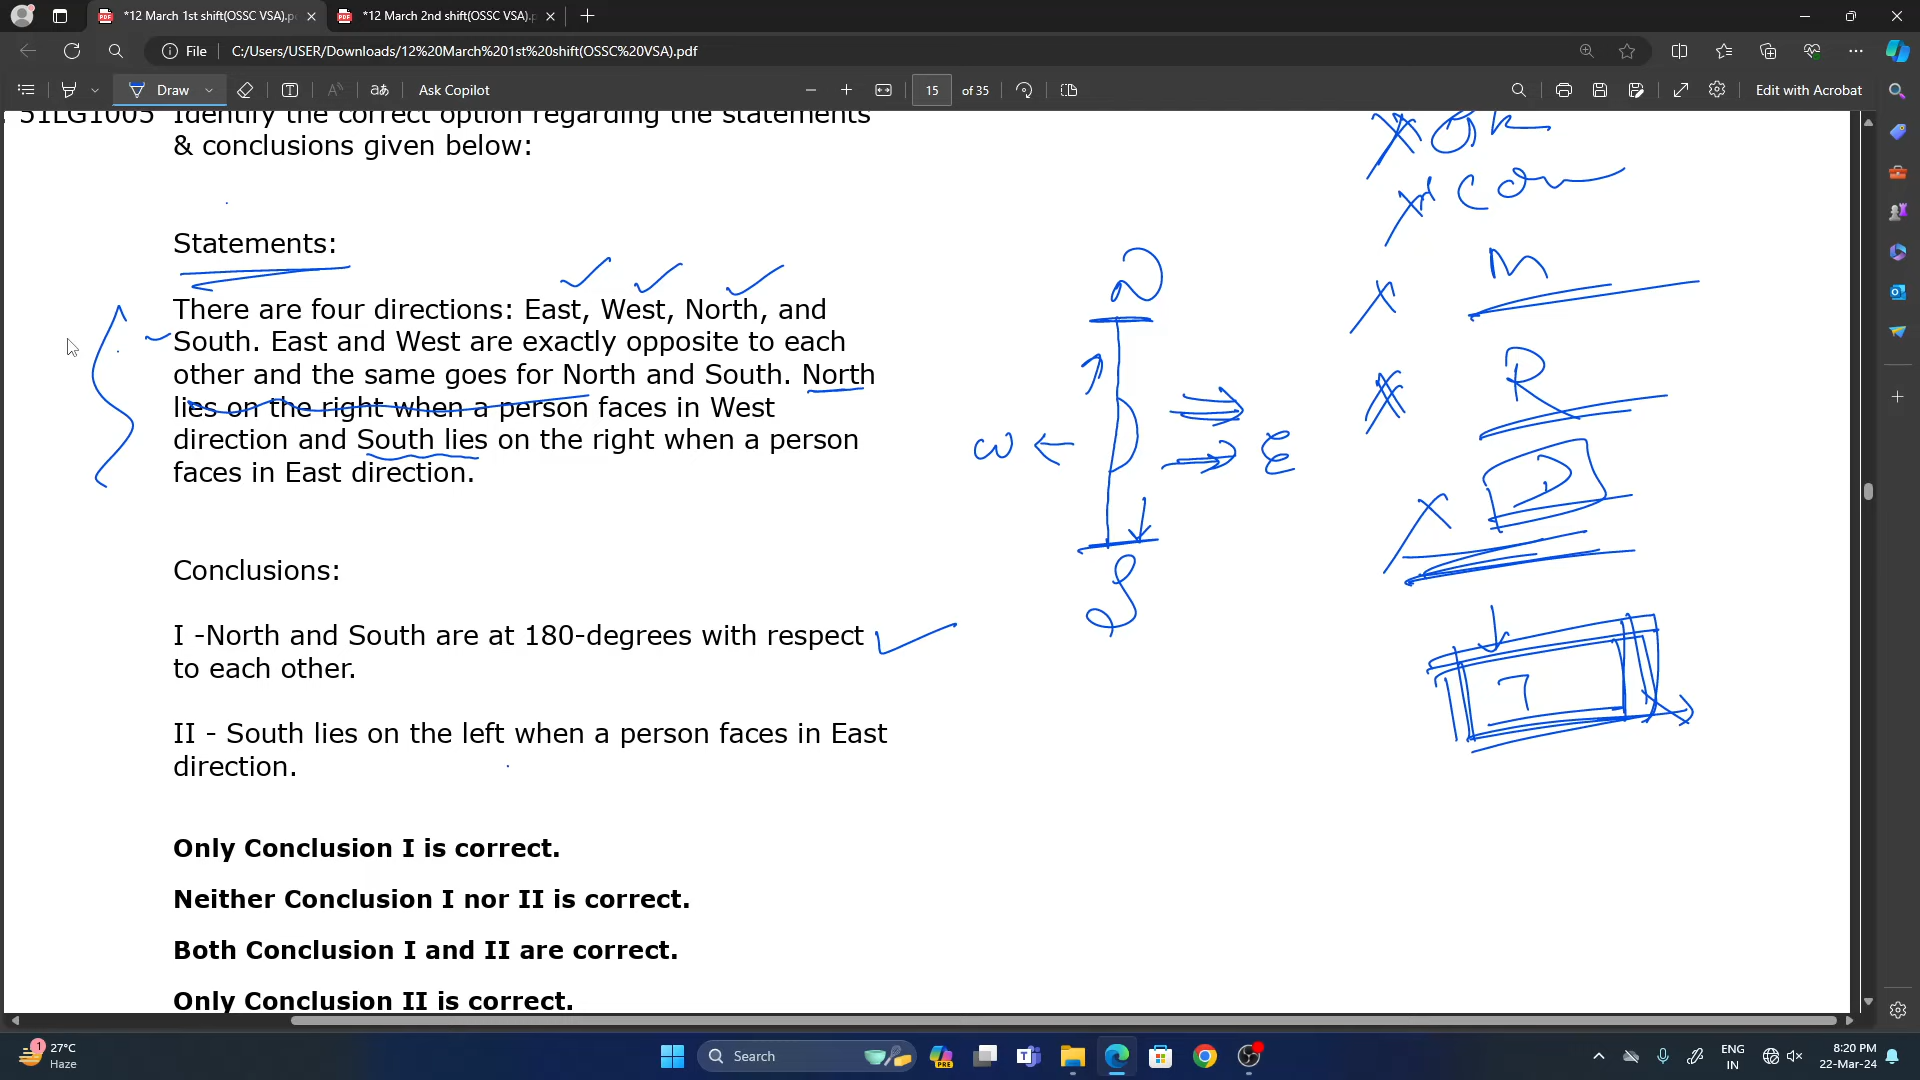 *12 March 1st shift(OSSC VSA).p
*12 March 2nd shift(OSSC VSA).p
File
C:/Users/USER/Downloads/12%20March%201st%20shift(OSSC%20VSA).pdf
Draw
Ask Copilot
15
of 35
Edit with Acrobat
51LG1005 Identify the correct option regarding the statements
& conclusions given below:
Statements:
There are four directions: East, West, North, and
South. East and West are exactly opposite to each
other and the same goes for North and South. North
lies on the right when a person faces in West
direction and South lies on the right when a person
faces in East direction.
Conclusions:
I -North and South are at 180-degrees with respect
to each other.
II - South lies on the left when a person faces in East
direction.
Only Conclusion I is correct.
Neither Conclusion I nor II is correct.
Both Conclusion I and II are correct.
Only Conclusion II is correct.
N
W
E
S
M
R
D
T
1
27°C
Haze
Search
PRE
ENG
IN
8:20 PM
22-Mar-24